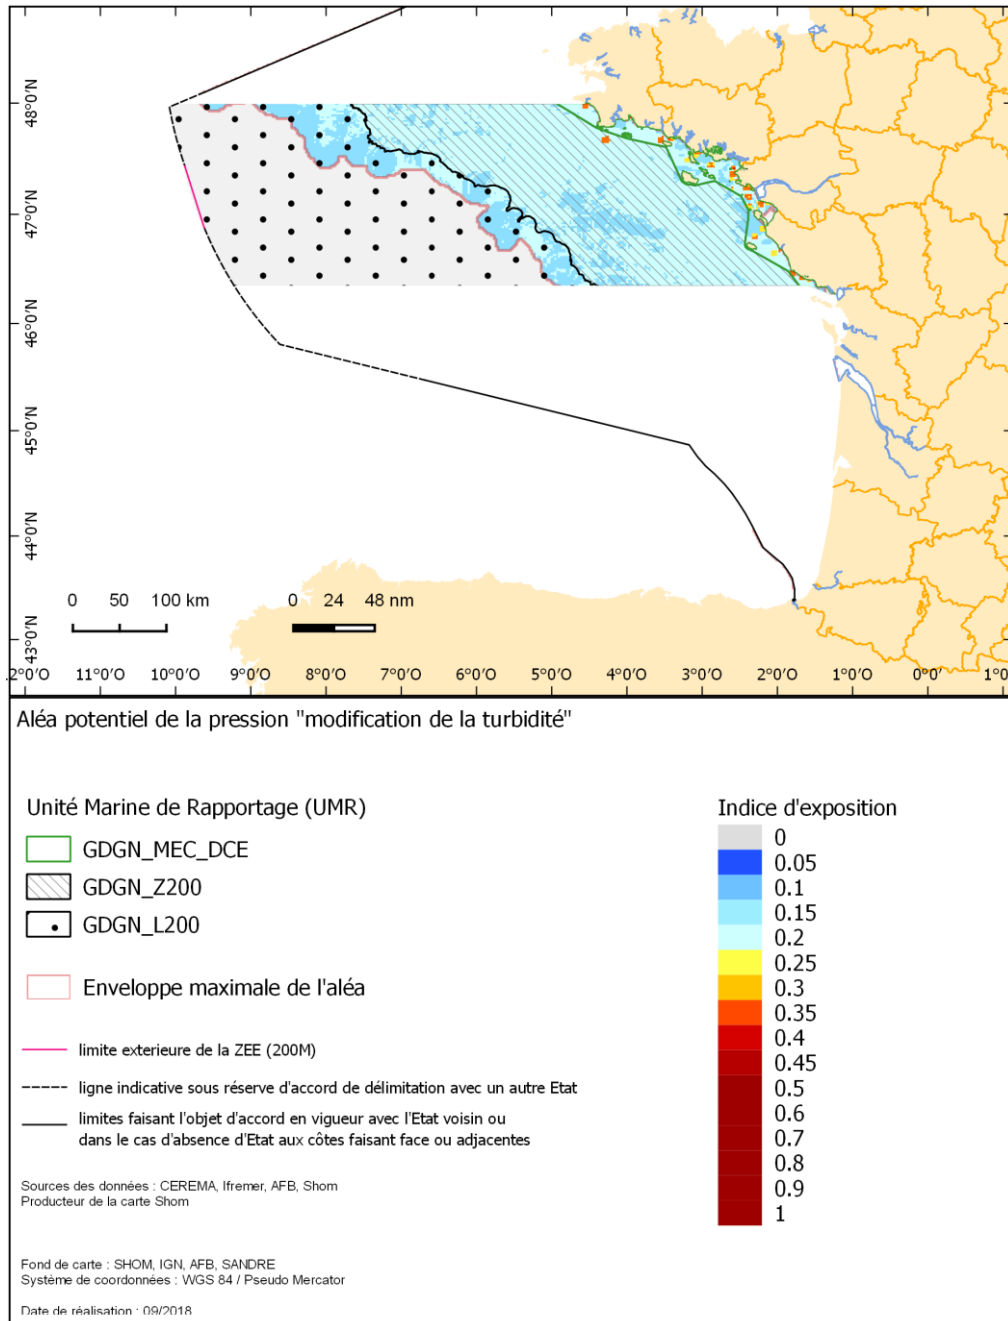 48°0'N
47°0'N
46°0'N
45°0'N
44°0'N
43°0'N
0 50 100 km
0 24 48 nm
2°0'O 11°0'O 10°0'O 9°0'O 8°0'O 7°0'O 6°0'O 5°0'O 4°0'O 3°0'O 2°0'O 1°0'O 0°0'O 1°0'
Aléa potentiel de la pression "modification de la turbidité"
Unité Marine de Rapportage (UMR)
GDGN_MEC_DCE
GDGN_Z200
GDGN_L200
Enveloppe maximale de l'aléa
limite exterieure de la ZEE (200M)
ligne indicative sous réserve d'accord de délimitation avec un autre Etat
limites faisant l'objet d'accord en vigueur avec l'Etat voisin ou
dans le cas d'absence d'Etat aux côtes faisant face ou adjacentes
Sources des données : CEREMA, Ifremer, AFB, Shom
Producteur de la carte Shom
Fond de carte : SHOM, IGN, AFB, SANDRE
Système de coordonnées : WGS 84 / Pseudo Mercator
Date de réalisation : 09/2018
Indice d'exposition
0
0.05
0.1
0.15
0.2
0.25
0.3
0.35
0.4
0.45
0.5
0.6
0.7
0.8
0.9
1